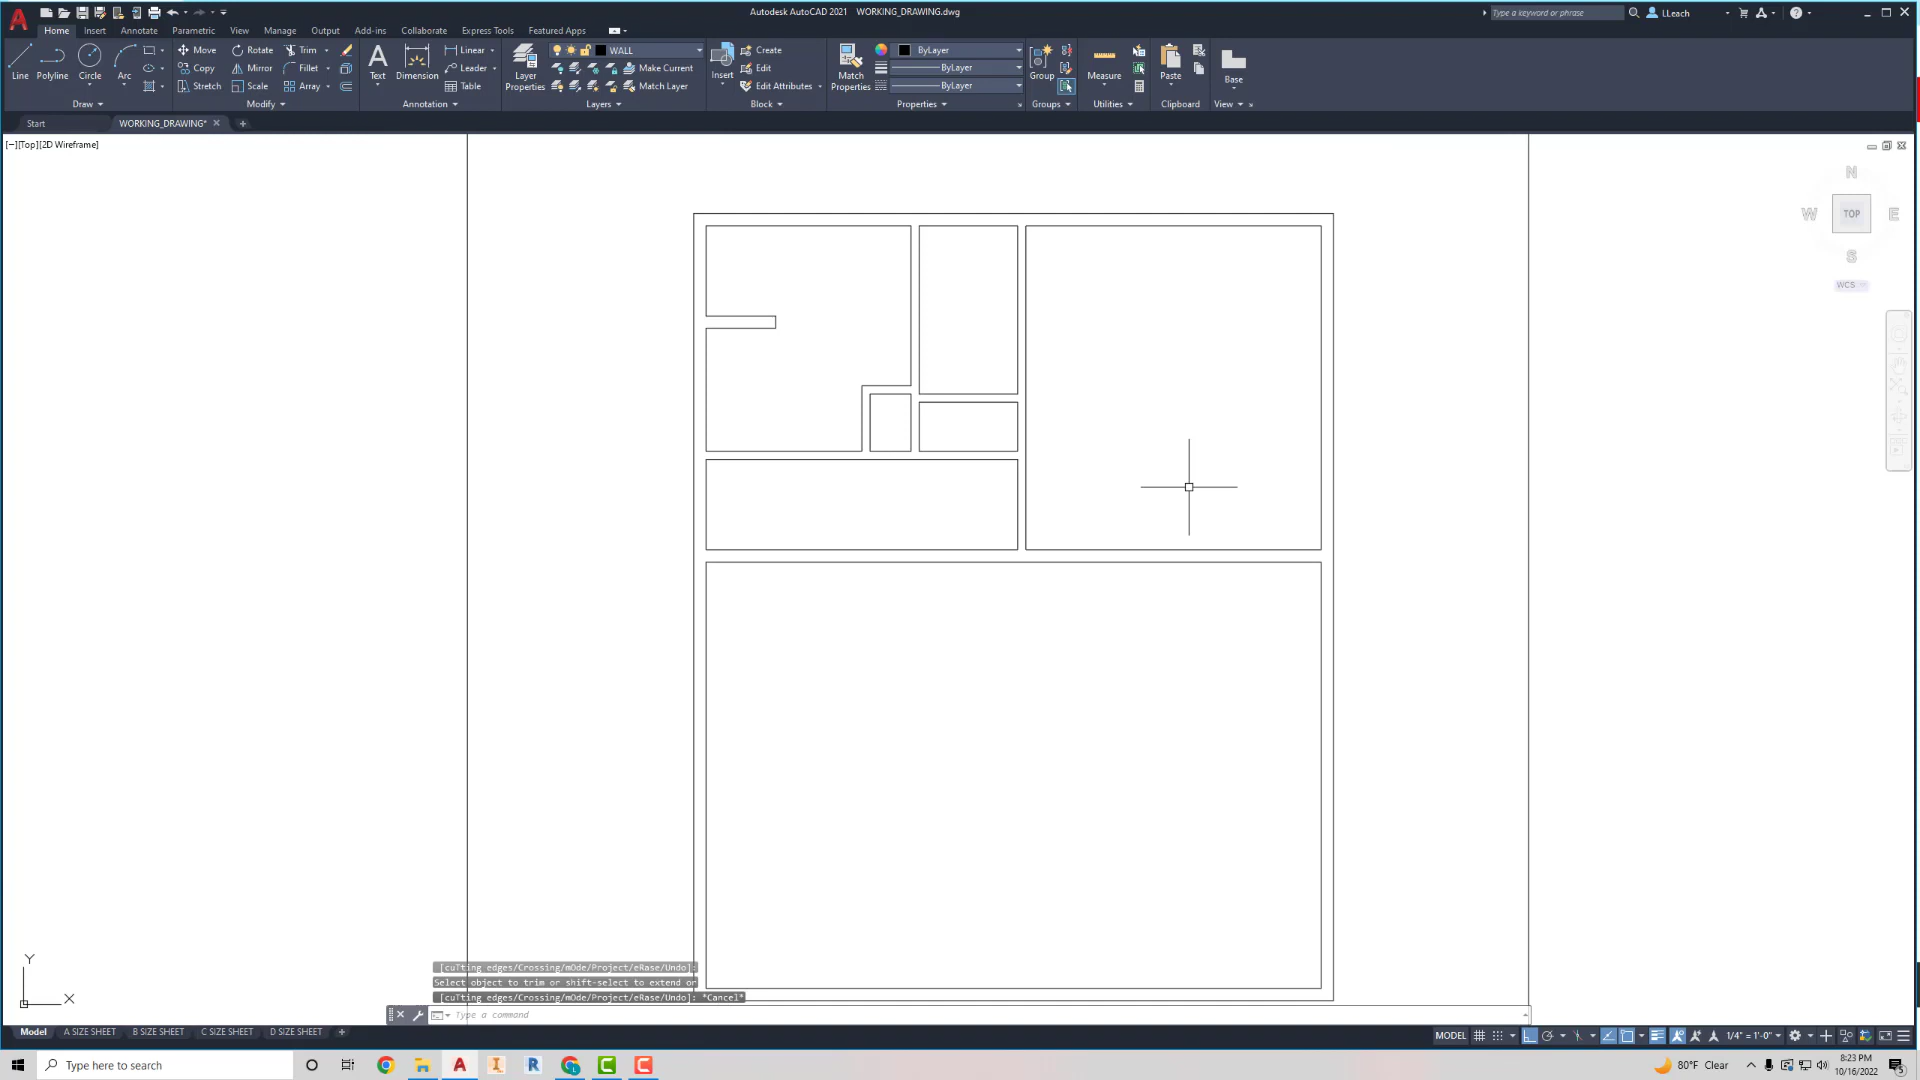 Autodesk AutoCAD 2021 WORKING_DRAWING.dwg
Type a keyword or phrase
LLeach
Home Insert Annotate Parametric View Manage Output Add-ins Collaborate Express Tools Featured Apps
Line Polyline Circle Arc
Move Rotate Trim
Copy Mirror Fillet
Stretch Scale Array
Text Dimension
Linear
Leader
Table
Layer Properties
WALL
Make Current
Match Layer
Insert
Create
Edit
Edit Attributes
Match Properties
ByLayer
ByLayer
ByLayer
Group
Measure
Paste
Base
Draw Modify Annotation Layers Block Properties Groups Utilities Clipboard View
Start WORKING_DRAWING*
[−][Top][2D Wireframe]
N
W TOP E
S
WCS
Y
X
[cuTting edges/Crossing/mOde/Project/eRase/Undo]:
Select object to trim or shift-select to extend or
[cuTting edges/Crossing/mOde/Project/eRase/Undo]: *Cancel*
Type a command
Model A SIZE SHEET B SIZE SHEET C SIZE SHEET D SIZE SHEET
MODEL 1/4" = 1'-0"
Type here to search
80°F Clear
8:23 PM
10/16/2022